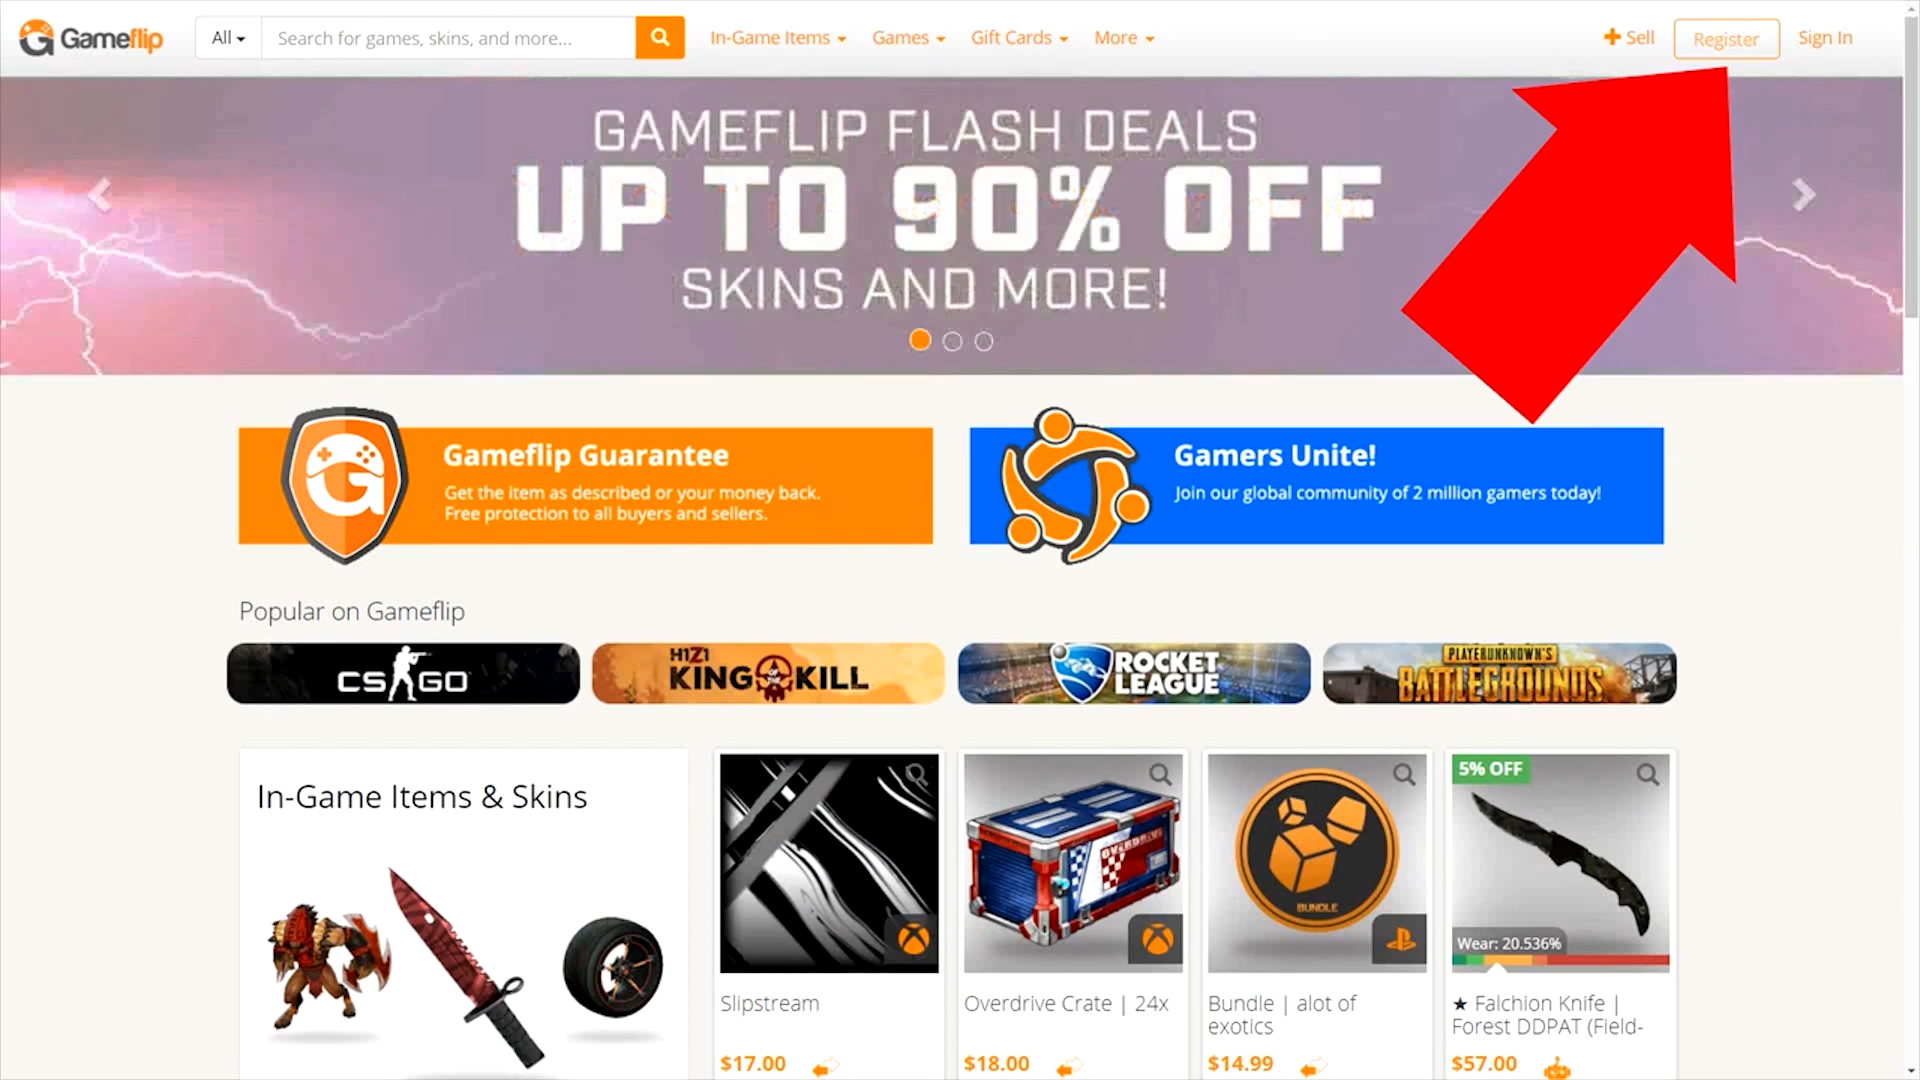 Gameflip
All
Search for games, skins, and more...
In-Game Items
Games
Gift Cards
More
Sell
Register
Sign In
GAMEFLIP FLASH DEALS
UP TO 90% OFF
SKINS AND MORE!
Gameflip Guarantee
Get the item as described or your money back.
Free protection to all buyers and sellers.
Gamers Unite!
Join our global community of 2 million gamers today!
Popular on Gameflip
CS GO
H1Z1
KING KILL
ROCKET
LEAGUE
PLAYERUNKNOWN'S
BATTLEGROUNDS
In-Game Items & Skins
OVERDRIVE
BUNDLE
5% OFF
Wear: 20.536%
Slipstream
$17.00
Overdrive Crate | 24x
$18.00
Bundle | alot of
exotics
$14.99
★ Falchion Knife |
Forest DDPAT (Field-
$57.00